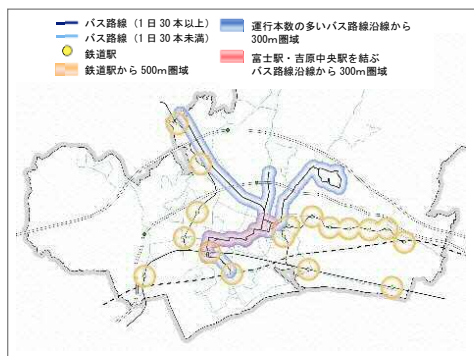 バス路線（1日30本以上）
バス路線（1日30本未満）
鉄道駅
鉄道駅から500m圏域
運行本数の多いバス路線沿線から
300m圏域
富士駅・吉原中央駅を結ぶ
バス路線沿線から300m圏域